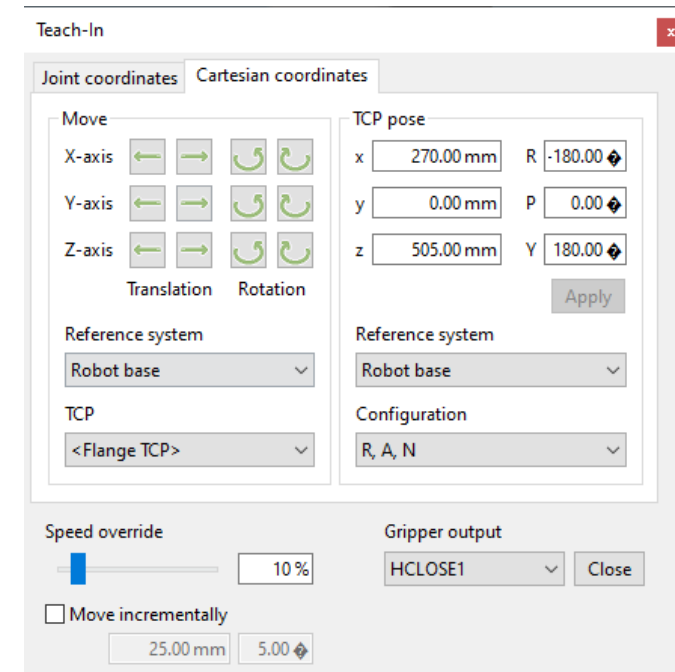 Teach-In
x
Joint coordinates Cartesian coordinates
Move
X-axis
Y-axis
Z-axis
Translation Rotation
Reference system
Robot base
TCP
<Flange TCP>
TCP pose
x 270.00 mm R -180.00 �
y 0.00 mm P 0.00 �
z 505.00 mm Y 180.00 �
Apply
Reference system
Robot base
Configuration
R, A, N
Speed override
10 %
Move incrementally
25.00 mm 5.00 �
Gripper output
HCLOSE1 Close